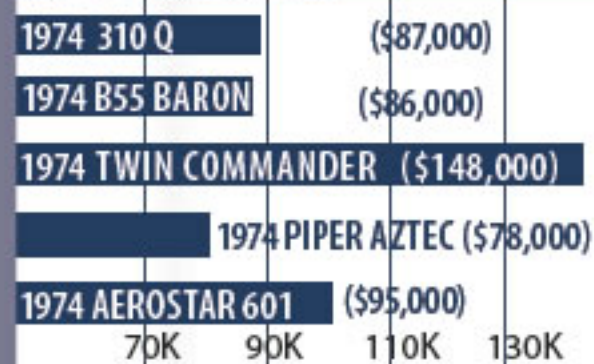 1974 310 Q ($87,000)
1974 B55 BARON ($86,000)
1974 TWIN COMMANDER ($148,000)
1974 PIPER AZTEC ($78,000)
1974 AEROSTAR 601 ($95,000)
70K 90K 110K 130K